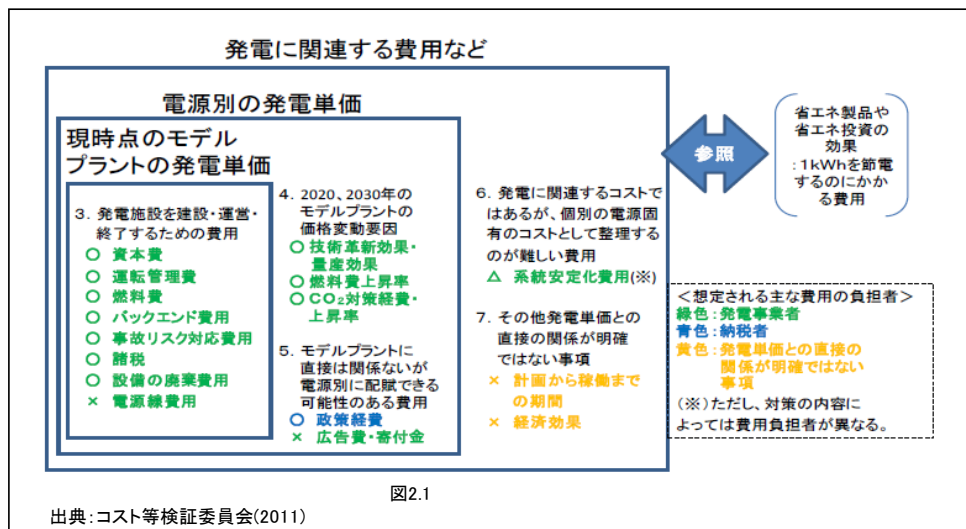 発電に関連する費用など
電源別の発電単価
現時点のモデル
プラントの発電単価
3．発電施設を建設・運営・
終了するための費用
○ 資本費
○ 運転管理費
○ 燃料費
○ バックエンド費用
○ 事故リスク対応費用
○ 諸税
○ 設備の廃棄費用
× 電源線費用
4．2020、2030年の
モデルプラントの
価格変動要因
○ 技術革新効果・
量産効果
○ 燃料費上昇率
○ CO₂対策経費・
上昇率
5．モデルプラントに
直接は関係ないが
電源別に配賦できる
可能性のある費用
○ 政策経費
× 広告費・寄付金
6．発電に関連するコストで
はあるが、個別の電源固
有のコストとして整理する
のが難しい費用
△ 系統安定化費用(※)
7．その他発電単価との
直接の関係が明確
ではない事項
× 計画から稼働まで
の期間
× 経済効果
参照
省エネ製品や
省エネ投資の
効果
：1kWhを節電
するのにかか
る費用
＜想定される主な費用の負担者＞
緑色：発電事業者
青色：納税者
黄色：発電単価との直接の
関係が明確ではない
事項
(※)ただし、対策の内容に
よっては費用負担者が異なる。
図2.1
出典：コスト等検証委員会(2011)